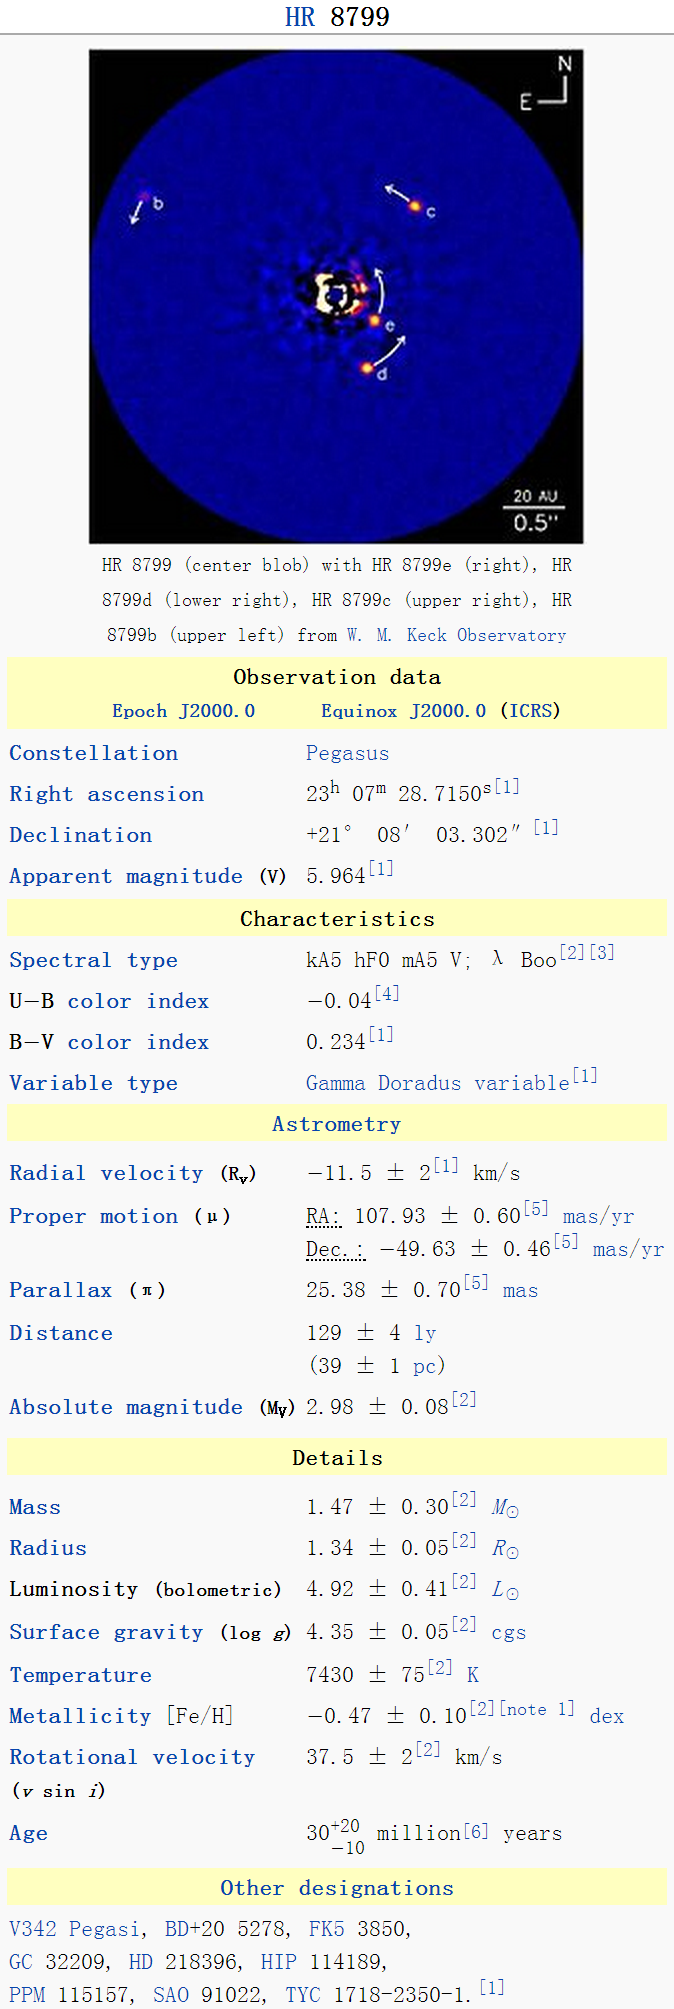 HR 8799
N
E
b
c
e
d
20 AU
0.5"
HR 8799 (center blob) with HR 8799e (right), HR
8799d (lower right), HR 8799c (upper right), HR
8799b (upper left) from W. M. Keck Observatory
Observation data
Epoch J2000.0 Equinox J2000.0 (ICRS)
Constellation Pegasus
Right ascension 23h 07m 28.7150s[1]
Declination +21° 08′ 03.302″ [1]
Apparent magnitude (V) 5.964[1]
Characteristics
Spectral type kA5 hF0 mA5 V; λ Boo[2][3]
U−B color index −0.04[4]
B−V color index 0.234[1]
Variable type Gamma Doradus variable[1]
Astrometry
Radial velocity (Rv) −11.5 ± 2[1] km/s
Proper motion (μ) RA: 107.93 ± 0.60[5] mas/yr
Dec.: −49.63 ± 0.46[5] mas/yr
Parallax (π) 25.38 ± 0.70[5] mas
Distance 129 ± 4 ly
(39 ± 1 pc)
Absolute magnitude (MV) 2.98 ± 0.08[2]
Details
Mass 1.47 ± 0.30[2] M☉
Radius 1.34 ± 0.05[2] R☉
Luminosity (bolometric) 4.92 ± 0.41[2] L☉
Surface gravity (log g) 4.35 ± 0.05[2] cgs
Temperature 7430 ± 75[2] K
Metallicity [Fe/H] −0.47 ± 0.10[2][note 1] dex
Rotational velocity 37.5 ± 2[2] km/s
(v sin i)
Age 30+20−10 million[6] years
Other designations
V342 Pegasi, BD+20 5278, FK5 3850,
GC 32209, HD 218396, HIP 114189,
PPM 115157, SAO 91022, TYC 1718-2350-1.[1]